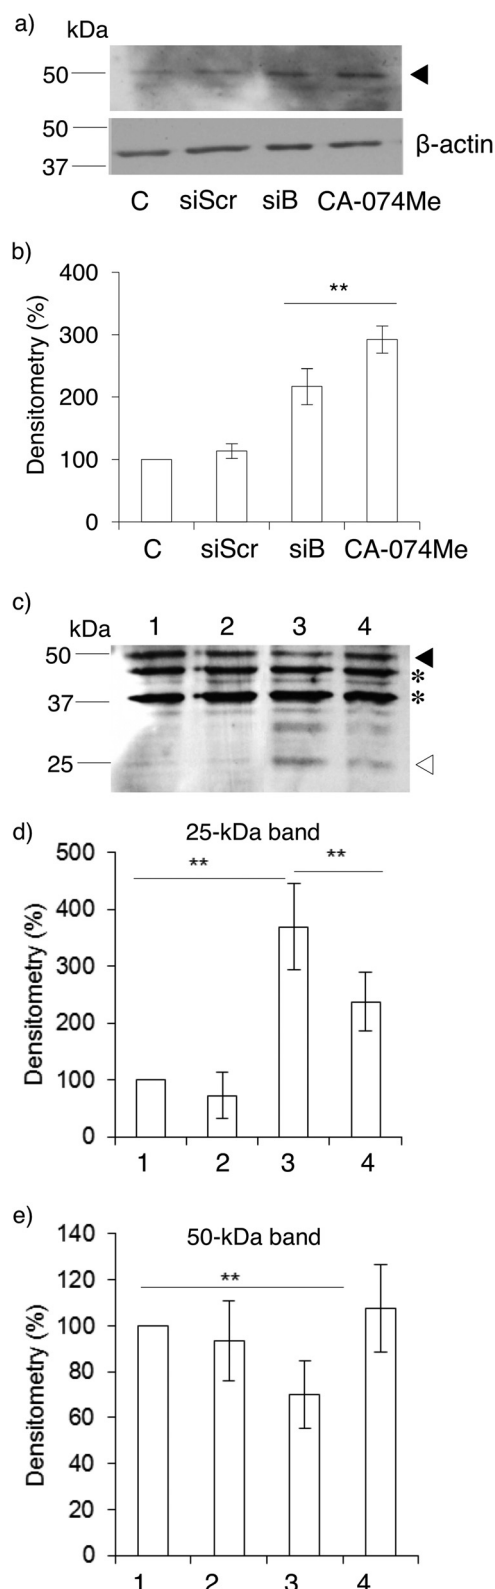 a)
kDa
50
50
β-actin
37
C siScr siB CA-074Me
b)
400
**
300
200
100
0
Densitometry (%)
C siScr siB CA-074Me
c)
kDa 1 2 3 4
50
*
37 *
25
d)
25-kDa band
500
** **
400
300
200
100
0
Densitometry (%)
1 2 3 4
e)
140
50-kDa band
120
**
100
80
60
40
20
0
Densitometry (%)
1 2 3 4